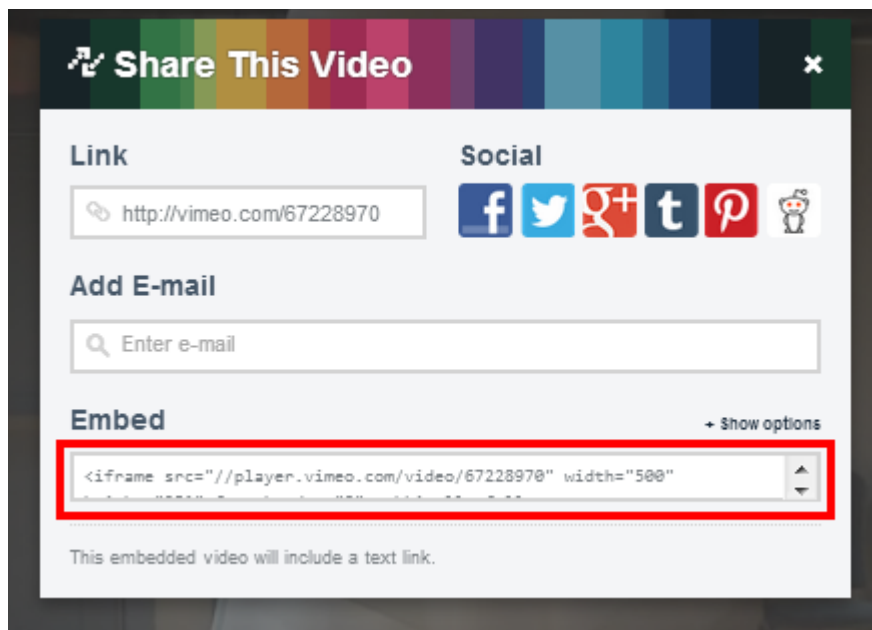 Share This Video
Link
Social
http://vimeo.com/67228970
Add E-mail
Enter e-mail
Embed
+ Show options
<iframe src="//player.vimeo.com/video/67228970" width="500"
This embedded video will include a text link.